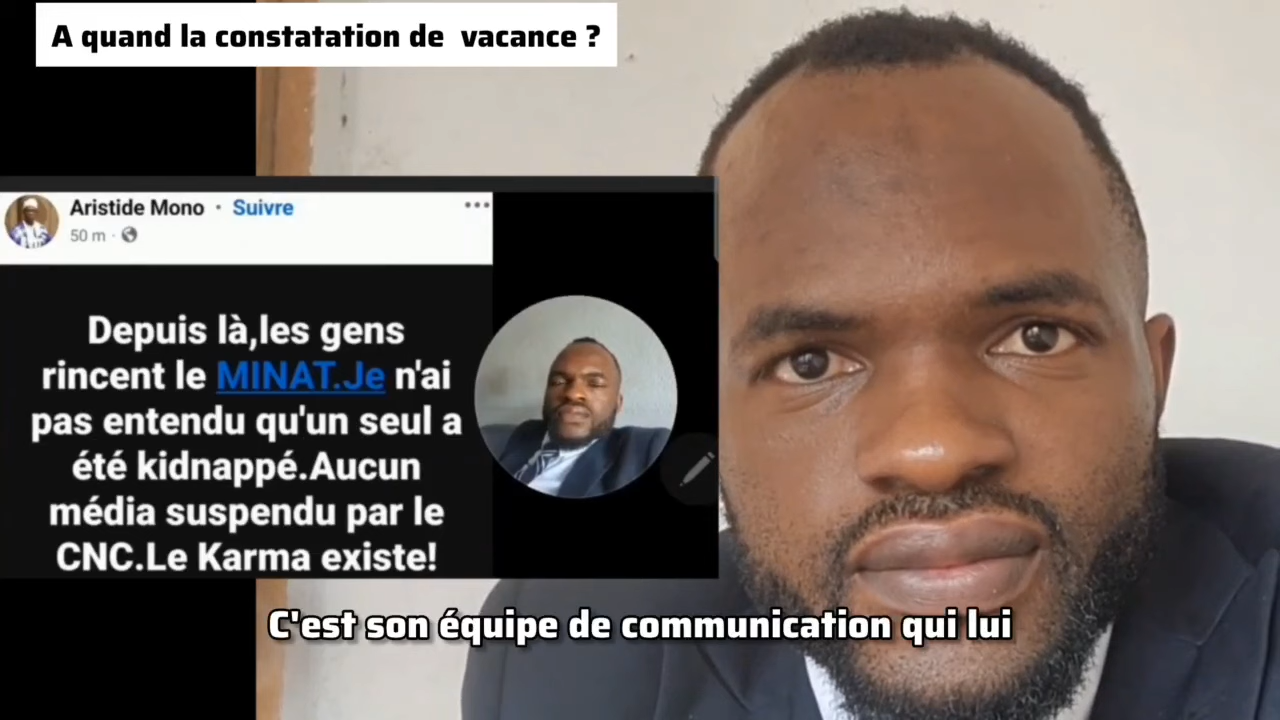 A quand la constatation de vacance ?
Aristide Mono · Suivre
50 m ·
Depuis là,les gens
rincent le MINAT.Je n'ai
pas entendu qu'un seul a
été kidnappé.Aucun
média suspendu par le
CNC.Le Karma existe!
C'est son équipe de communication qui lui